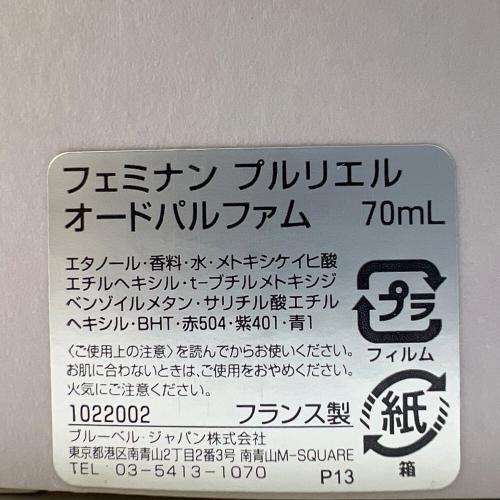 フェミナン プルリエル
オードパルファム 70mL
エタノール・香料・水・メトキシケイヒ酸
エチルヘキシル・t-ブチルメトキシジ
ベンゾイルメタン・サリチル酸エチル
ヘキシル・BHT・赤504・紫401・青1
プラ
フィルム
〈ご使用上の注意〉を読んでからお使いください。
お肌に合わないときは、ご使用をおやめください。
火気にご注意ください。
1022002 フランス製
ブルーベル・ジャパン株式会社
東京都港区南青山2丁目2番3号 南青山M-SQUARE
TEL 03-5413-1070 P13
紙
箱